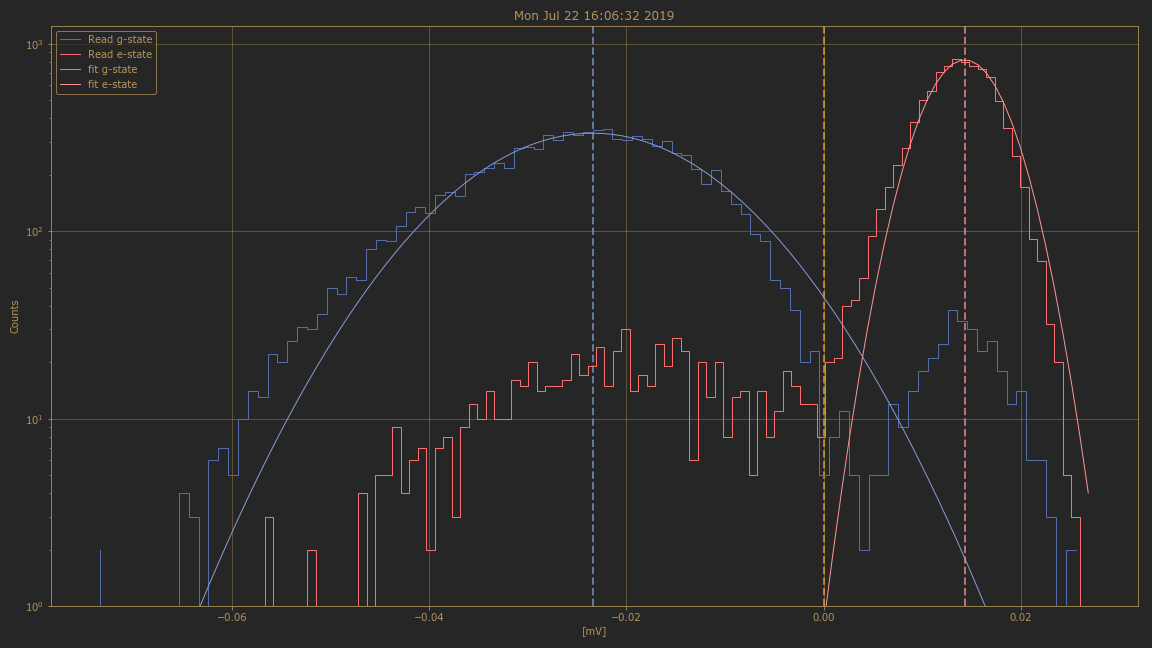 Mon Jul 22 16:06:32 2019
Read g-state
Read e-state
fit g-state
fit e-state
Counts
10³
10²
10¹
10⁰
−0.06 −0.04 −0.02 0.00 0.02
[mV]